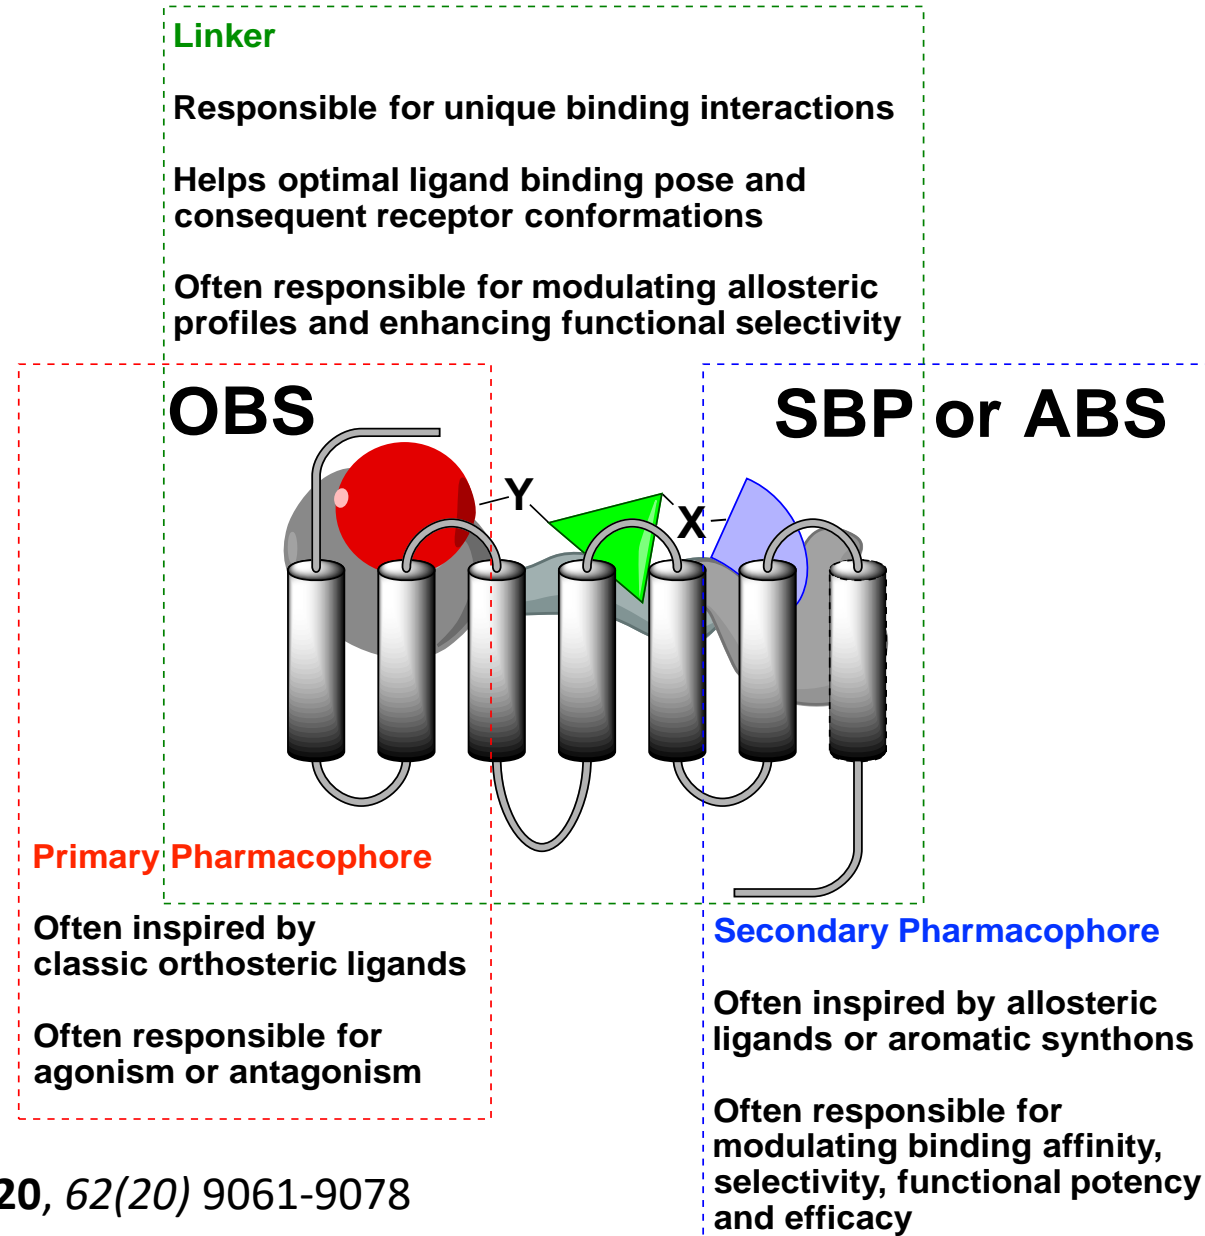 Linker
Responsible for unique binding interactions
Helps optimal ligand binding pose and
consequent receptor conformations
Often responsible for modulating allosteric
profiles and enhancing functional selectivity
OBS
SBP or ABS
Y
X
Primary Pharmacophore
Often inspired by
classic orthosteric ligands
Often responsible for
agonism or antagonism
Secondary Pharmacophore
Often inspired by allosteric
ligands or aromatic synthons
Often responsible for
modulating binding affinity,
selectivity, functional potency
and efficacy
20, 62(20) 9061-9078